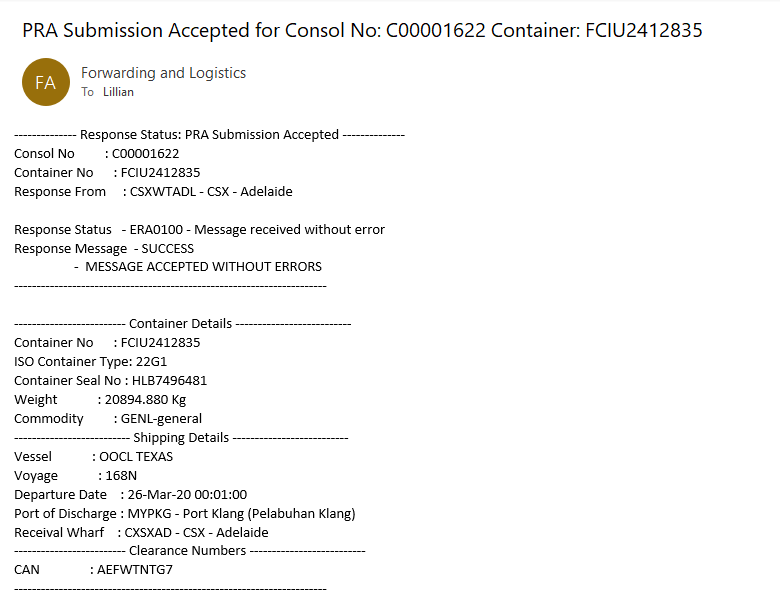 PRA Submission Accepted for Consol No: C00001622 Container: FCIU2412835
FA
Forwarding and Logistics
To Lillian
-------------- Response Status: PRA Submission Accepted --------------
Consol No : C00001622
Container No : FCIU2412835
Response From : CSXWTADL - CSX - Adelaide
Response Status - ERA0100 - Message received without error
Response Message - SUCCESS
- MESSAGE ACCEPTED WITHOUT ERRORS
----------------------------------------------------------------------
------------------------- Container Details --------------------------
Container No : FCIU2412835
ISO Container Type: 22G1
Container Seal No : HLB7496481
Weight : 20894.880 Kg
Commodity : GENL-general
-------------------------- Shipping Details --------------------------
Vessel : OOCL TEXAS
Voyage : 168N
Departure Date : 26-Mar-20 00:01:00
Port of Discharge : MYPKG - Port Klang (Pelabuhan Klang)
Receival Wharf : CXSXAD - CSX - Adelaide
------------------------- Clearance Numbers --------------------------
CAN : AEFWTNTG7
----------------------------------------------------------------------